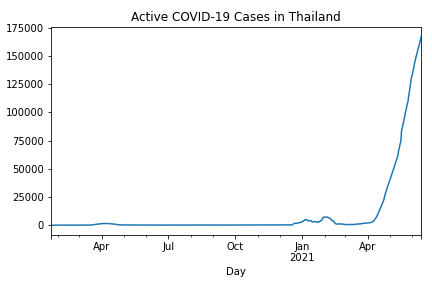 Active COVID-19 Cases in Thailand
175000
150000
125000
100000
75000
50000
25000
0
Apr
Jul
Oct
Jan
2021
Apr
Day